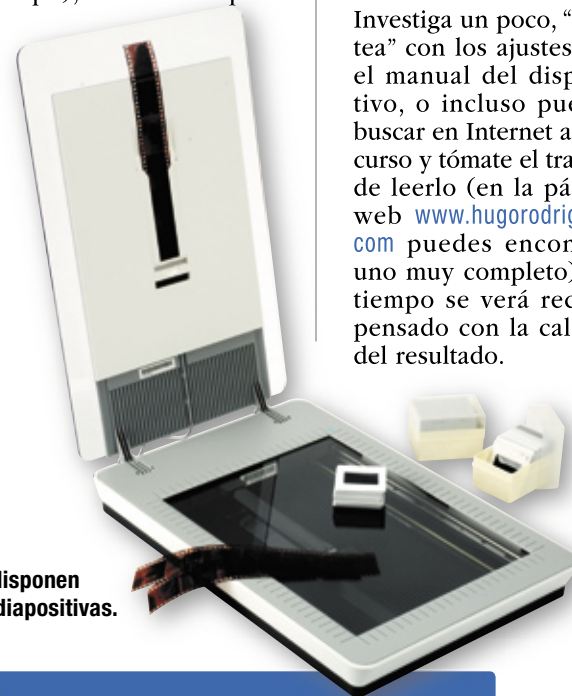 Investiga un poco, “
tea” con los ajustes
el manual del disp
tivo, o incluso pue
buscar en Internet a
curso y tómate el tra
de leerlo (en la pá
web www.hugorodrig
com puedes encon
uno muy completo)
tiempo se verá rec
pensado con la cal
del resultado.
disponen
diapositivas.